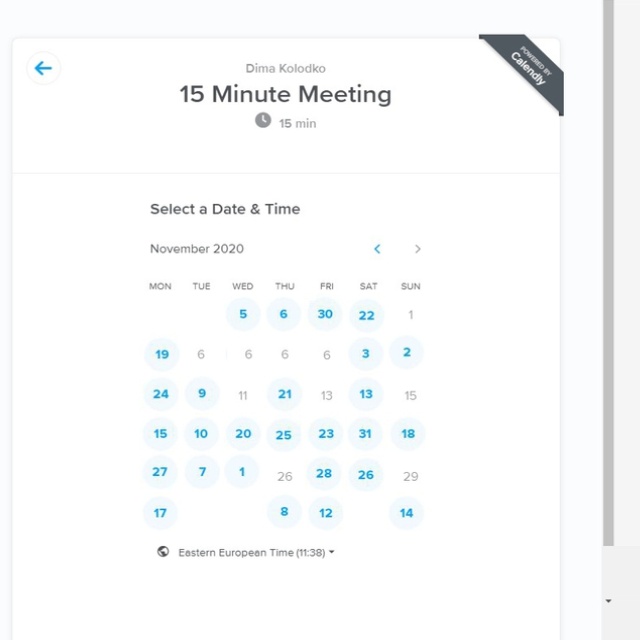 POWERED BY
Calendly
Dima Kolodko
15 Minute Meeting
15 min
Select a Date & Time
November 2020
MON TUE WED THU FRI SAT SUN
5 6 30 22 1
19 6 6 6 6 3 2
24 9 11 21 13 13 15
15 10 20 25 23 31 18
27 7 1 26 28 26 29
17 8 12 14
Eastern European Time (11:38)